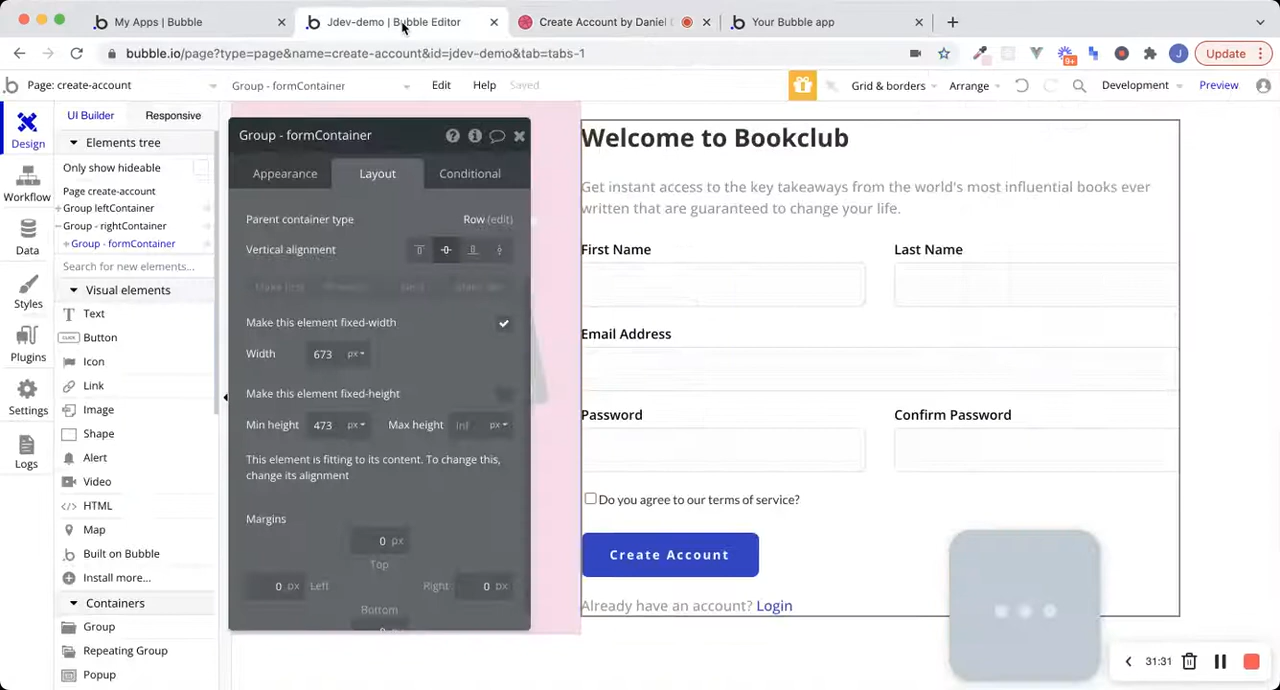 My Apps | Bubble
Jdev-demo | Bubble Editor
Create Account by Daniel
Your Bubble app
bubble.io/page?type=page&name=create-account&id=jdev-demo&tab=tabs-1
9+
J
Update
Page: create-account
Group - formContainer
Edit
Help
Saved
Grid & borders
Arrange
Development
Preview
Design
Workflow
Data
Styles
Plugins
Settings
Logs
UI Builder
Responsive
Elements tree
Only show hideable
Page create-account
Group leftContainer
Group - rightContainer
Group - formContainer
Search for new elements...
Visual elements
Text
CLICK Button
Icon
Link
Image
Shape
Alert
Video
</> HTML
Map
Built on Bubble
Install more...
Containers
Group
Repeating Group
Popup
Group - formContainer
Appearance
Layout
Conditional
Parent container type
Row (edit)
Vertical alignment
Make this element fixed-width
Width 673 px
Make this element fixed-height
Min height 473 px
Max height inf px
This element is fitting to its content. To change this,
change its alignment
Margins
0 px
Top
0 px Left
Right 0 px
Bottom
Welcome to Bookclub
Get instant access to the key takeaways from the world's most influential books ever
written that are guaranteed to change your life.
First Name
Last Name
Email Address
Password
Confirm Password
Do you agree to our terms of service?
Create Account
Already have an account? Login
31:31